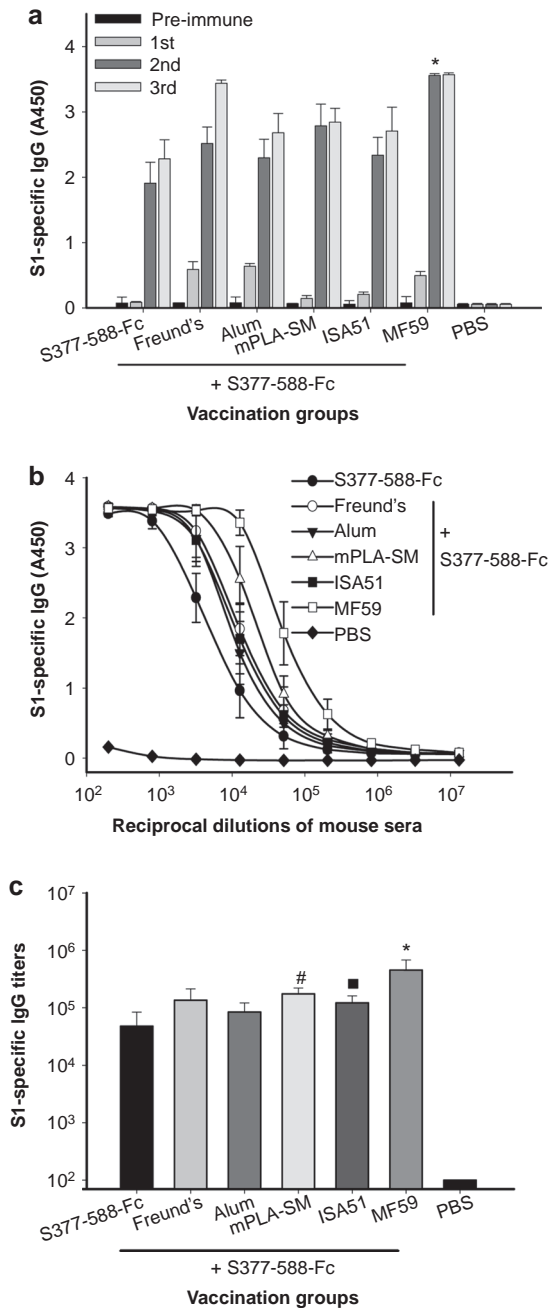 a
Pre-immune
1st
2nd
3rd
S1-specific IgG (A450)
4
3
2
1
0
*
S377-588-Fc
Freund's
Alum
mPLA-SM
ISA51
MF59
PBS
+ S377-588-Fc
Vaccination groups
b
S1-specific IgG (A450)
4
3
2
1
0
S377-588-Fc
Freund's
Alum
mPLA-SM
ISA51
MF59
PBS
+
S377-588-Fc
10² 10³ 10⁴ 10⁵ 10⁶ 10⁷
Reciprocal dilutions of mouse sera
c
S1-specific IgG titers
10⁷
10⁶
10⁵
10⁴
10³
10²
#
■
*
S377-588-Fc
Freund's
Alum
mPLA-SM
ISA51
MF59
PBS
+ S377-588-Fc
Vaccination groups